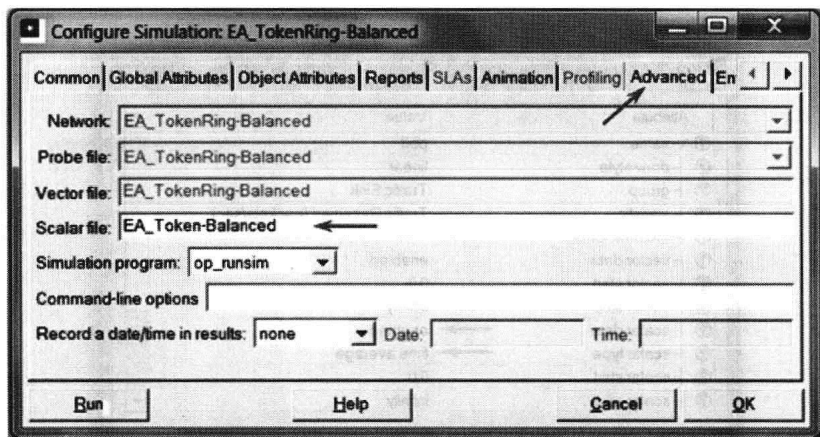 Configure Simulation: EA_TokenRing-Balanced
Common Global Attributes Object Attributes Reports SLAs Animation Profiling Advanced En
Network: EA_TokenRing-Balanced
Probe file: EA_TokenRing-Balanced
Vector file: EA_TokenRing-Balanced
Scalar file: EA_Token-Balanced
Simulation program: op_runsim
Command-line options
Record a date/time in results: none Date: Time:
Run Help Cancel OK